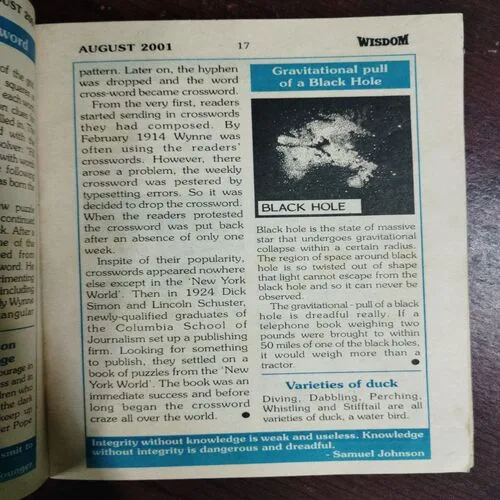 AUGUST 2001
17
WISDOM
pattern. Later on, the hyphen
was dropped and the word
cross-word became crossword.
From the very first, readers
started sending in crosswords
they had composed. By
February 1914 Wynne was
often using the readers'
crosswords. However, there
arose a problem, the weekly
crossword was pestered by
typesetting errors. So it was
decided to drop the crossword.
When the readers protested
the crossword was put back
after an absence of only one
week.
Inspite of their popularity,
crosswords appeared nowhere
else except in the 'New York
World'. Then in 1924 Dick
Simon and Lincoln Schuster,
newly-qualified graduates of
the Columbia School of
Journalism set up a publishing
firm. Looking for something
to publish, they settled on a
book of puzzles from the 'New
York World'. The book was an
immediate success and before
long began the crossword
craze all over the world.
Gravitational pull
of a Black Hole
BLACK HOLE
Black hole is the state of massive
star that undergoes gravitational
collapse within a certain radius.
The region of space around black
hole is so twisted out of shape
that light cannot escape from the
black hole and so it can never be
observed.
The gravitational - pull of a black
hole is dreadful really. If a
telephone book weighing two
pounds were brought to within
50 miles of one of the black holes,
it would weigh more than a
tractor.
Varieties of duck
Diving, Dabbling, Perching,
Whistling and Stifftail are all
varieties of duck, a water bird.
Integrity without knowledge is weak and useless. Knowledge
without integrity is dangerous and dreadful.
- Samuel Johnson